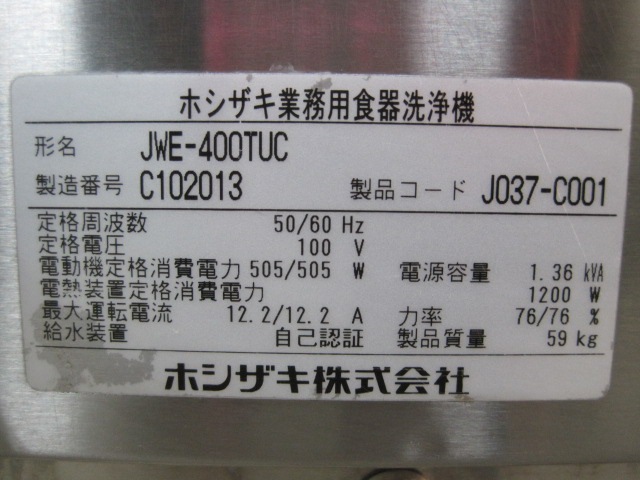 ホシザキ業務用食器洗浄機
形名 JWE-400TUC
製造番号 C102013 製品コード J037-C001
定格周波数 50/60 Hz
定格電圧 100 V
電動機定格消費電力 505/505 W 電源容量 1.36 kVA
電熱装置定格消費電力 1200 W
最大運転電流 12.2/12.2 A 力率 76/76 %
給水装置 自己認証 製品質量 59 kg
ホシザキ株式会社